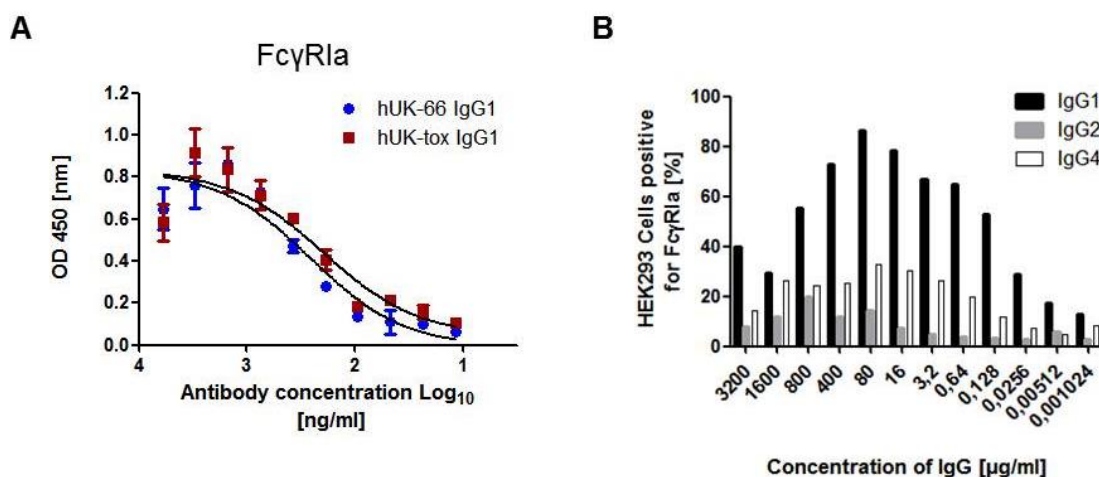 A
FcγRIa
hUK-66 IgG1
hUK-tox IgG1
1.2
1.0
0.8
0.6
0.4
0.2
0.0
OD 450 [nm]
4
3
2
1
Antibody concentration Log10
[ng/ml]
B
IgG1
IgG2
IgG4
100
80
60
40
20
0
HEK293 Cells positive
for FcγRIa [%]
3200
1600
800
400
80
16
3,2
0,64
0,128
0,0256
0,00512
0,001024
Concentration of IgG [µg/ml]